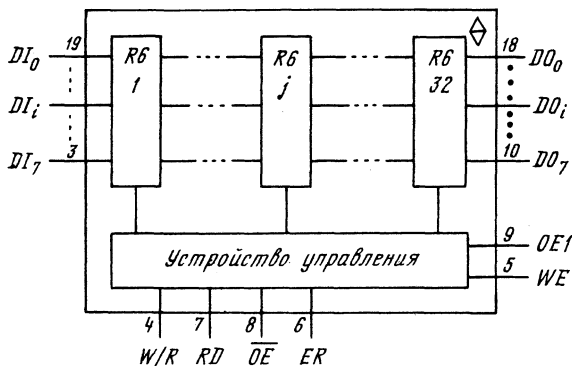 19 RG RG RG 18
DI₀ 1 j 32 DO₀
DIᵢ DOᵢ
3 10
DI₇ DO₇
9 OE1
Устройство управления
5 WE
4 7 8 6
W/R RD O̅E̅ ER